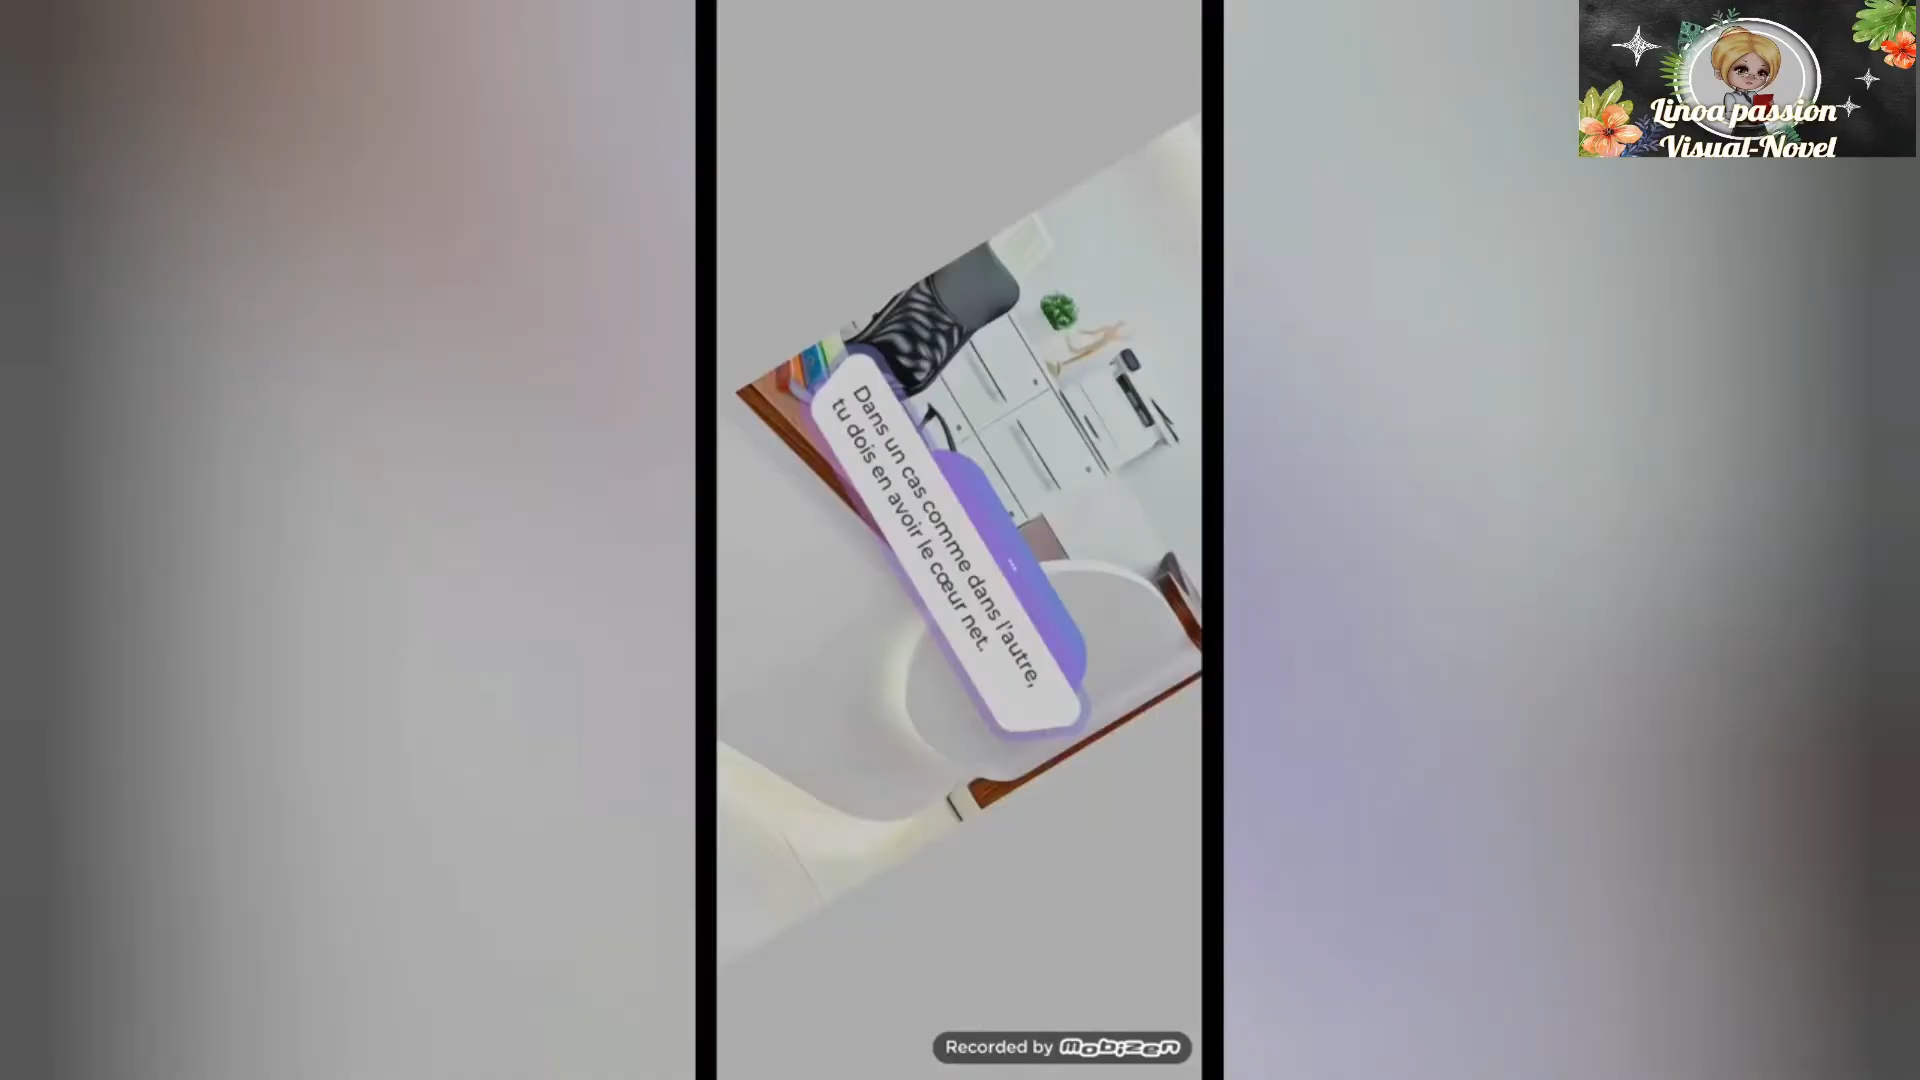 Linoa passion
Visual-Novel
Dans un cas comme dans l'autre,
tu dois en avoir le cœur net.
...
Recorded by Mobizen